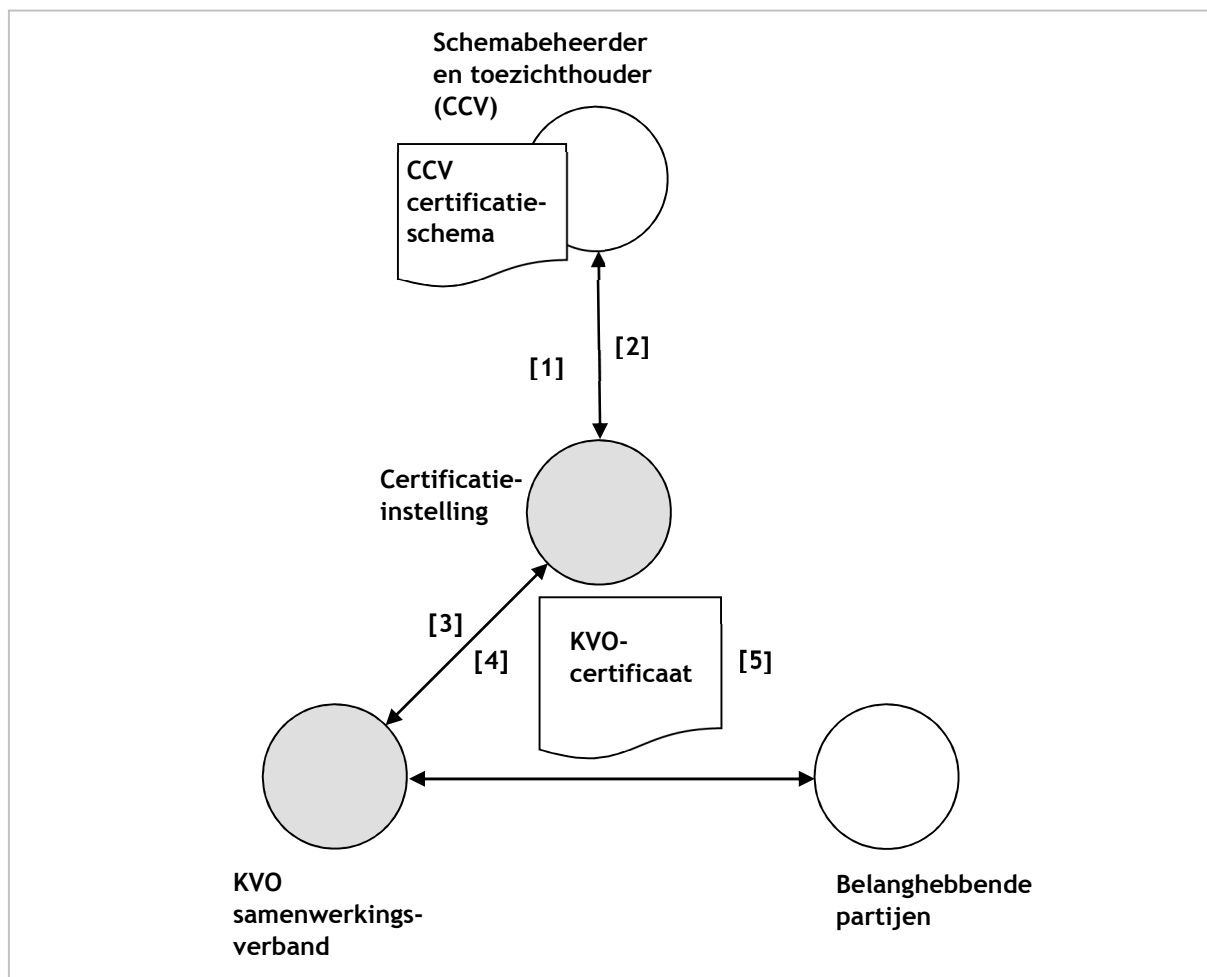 Schemabeheerder
en toezichthouder
(CCV)
CCV
certificatie-
schema
[2]
[1]
Certificatie-
instelling
[3]
[4]
KVO-
certificaat
[5]
KVO
samenwerkings-
verband
Belanghebbende
partijen